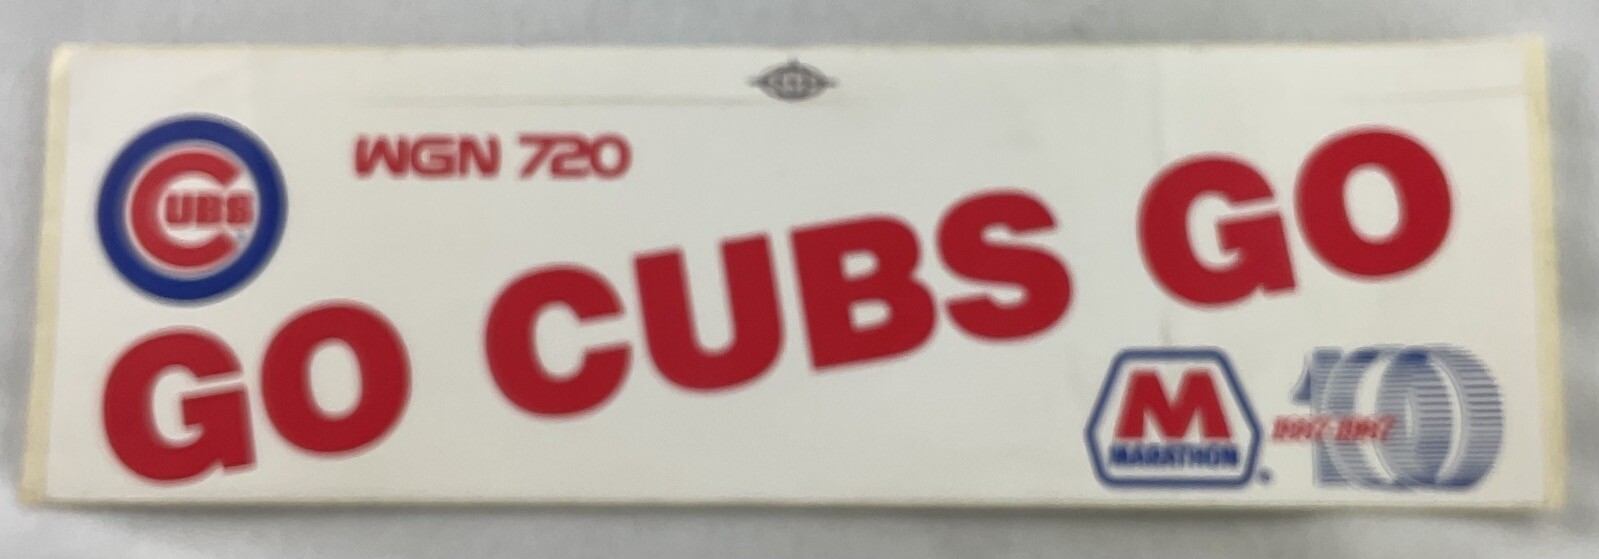 CUBS
WGN 720
GO CUBS GO
M
MARATHON
100
1887-1987